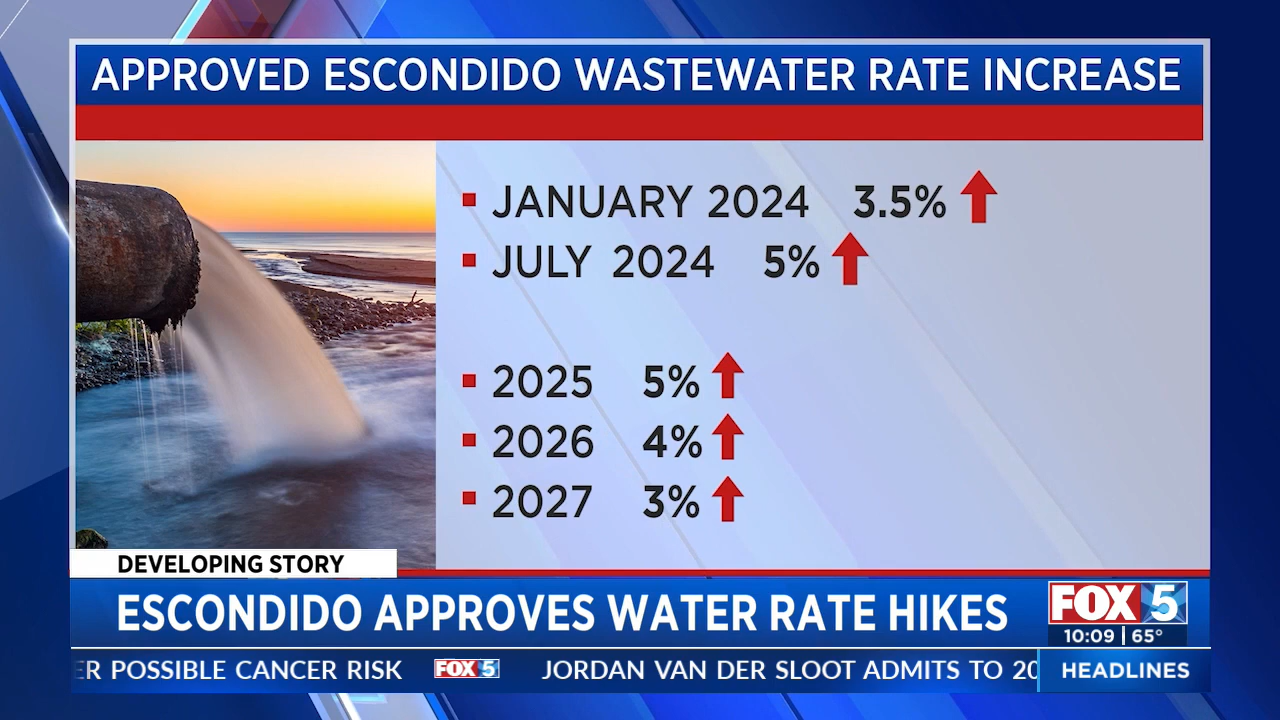 APPROVED ESCONDIDO WASTEWATER RATE INCREASE
JANUARY 2024 3.5%
JULY 2024 5%
2025 5%
2026 4%
2027 3%
DEVELOPING STORY
ESCONDIDO APPROVES WATER RATE HIKES
FOX 5
10:09 | 65°
ER POSSIBLE CANCER RISK FOX 5 JORDAN VAN DER SLOOT ADMITS TO 20
HEADLINES